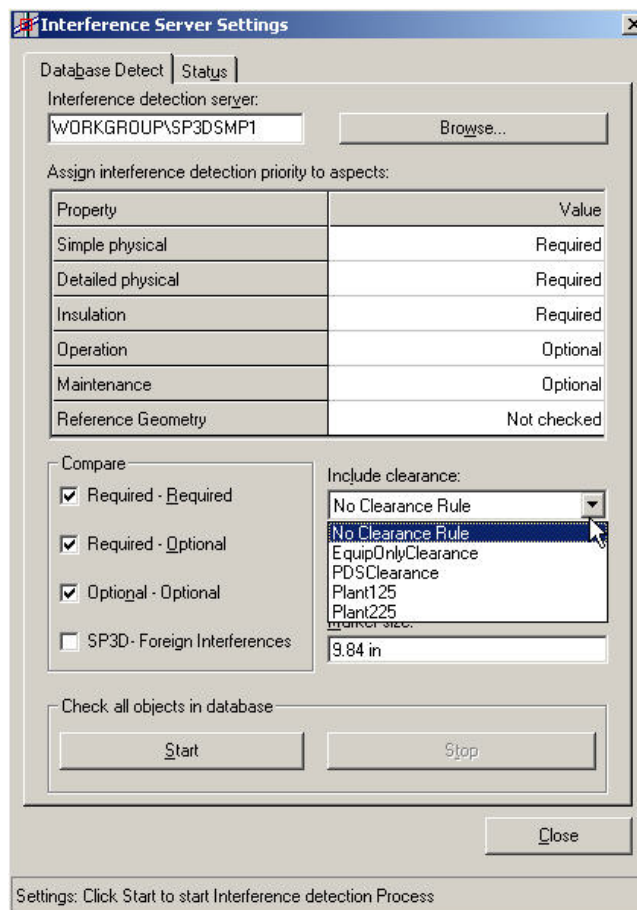 Interference Server Settings
Database Detect Status
Interference detection server:
WORKGROUP\SP3DSMP1 Browse...
Assign interference detection priority to aspects:
Property Value
Simple physical Required
Detailed physical Required
Insulation Required
Operation Optional
Maintenance Optional
Reference Geometry Not checked
Compare
Required - Required
Required - Optional
Optional - Optional
SP3D- Foreign Interferences
Include clearance:
No Clearance Rule
No Clearance Rule
EquipOnlyClearance
PDSClearance
Plant125
Plant225
Marker size:
9.84 in
Check all objects in database
Start Stop
Close
Settings: Click Start to start Interference detection Process